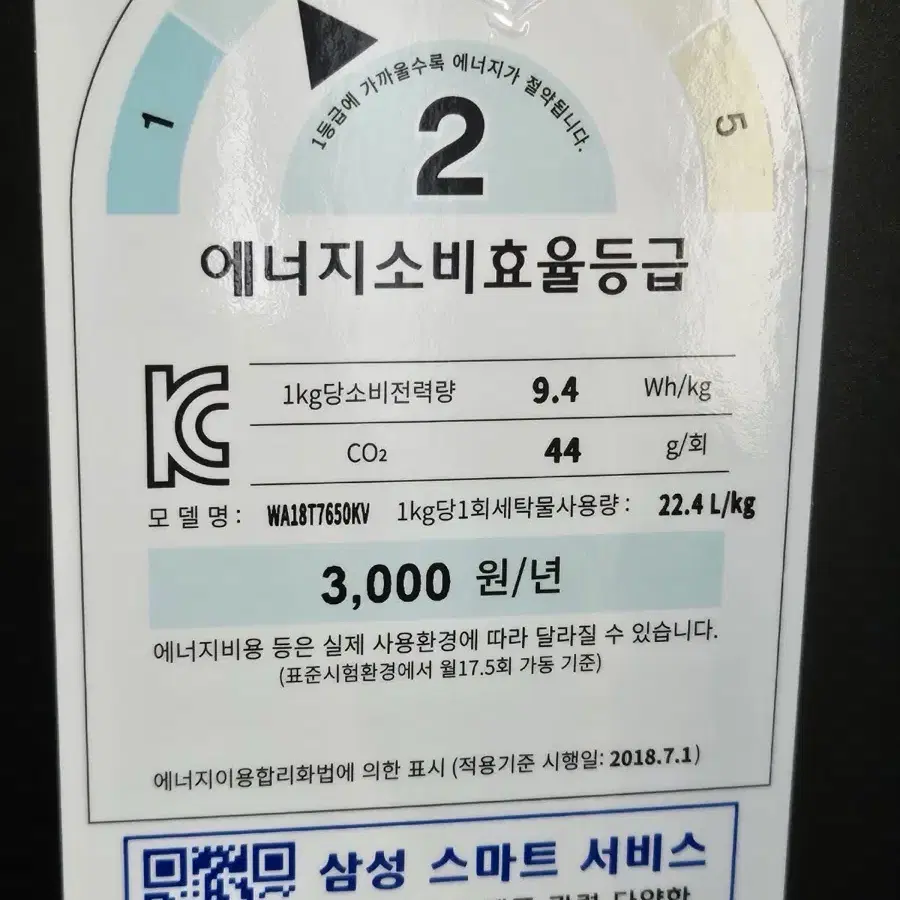 1 5
1등급에 가까울수록 에너지가 절약됩니다.
2
에너지소비효율등급
1kg당소비전력량 9.4 Wh/kg
CO₂ 44 g/회
모델명: WA18T7650KV 1kg당1회세탁물사용량: 22.4 L/kg
3,000 원/년
에너지비용 등은 실제 사용환경에 따라 달라질 수 있습니다.
(표준시험환경에서 월17.5회 가동 기준)
에너지이용합리화법에 의한 표시 (적용기준 시행일: 2018.7.1)
삼성 스마트 서비스
관련 다양한